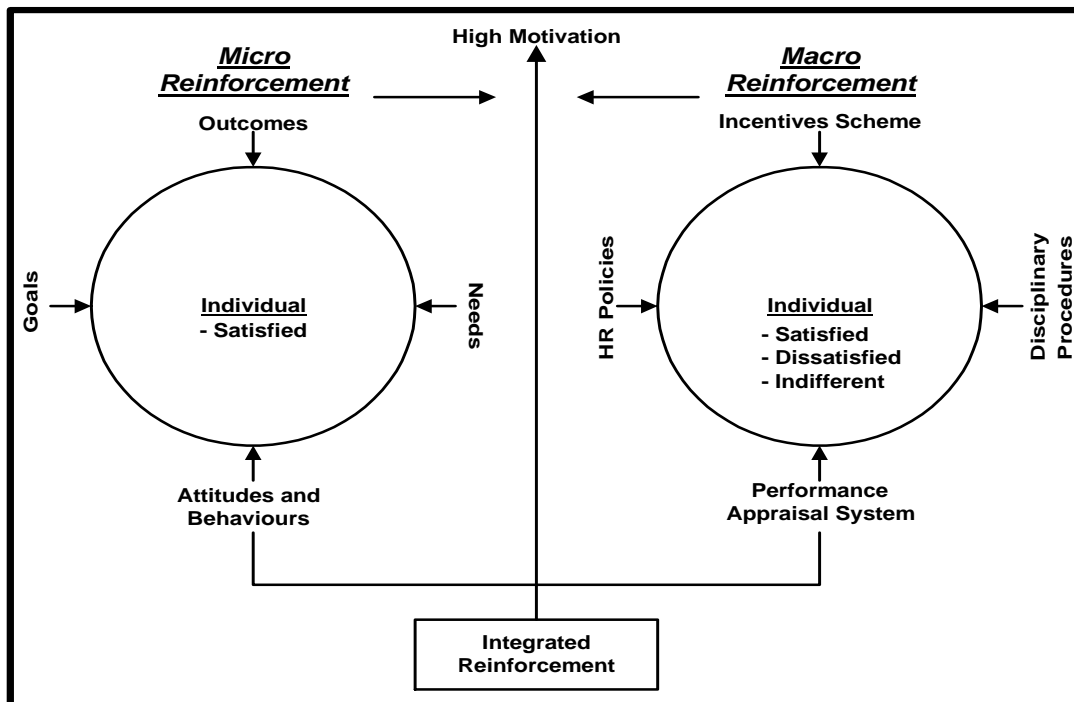 High Motivation
Micro
Reinforcement
Outcomes
Goals
Individual
- Satisfied
Needs
Attitudes and
Behaviours
Macro
Reinforcement
Incentives Scheme
HR Policies
Individual
- Satisfied
- Dissatisfied
- Indifferent
Disciplinary
Procedures
Performance
Appraisal System
Integrated
Reinforcement